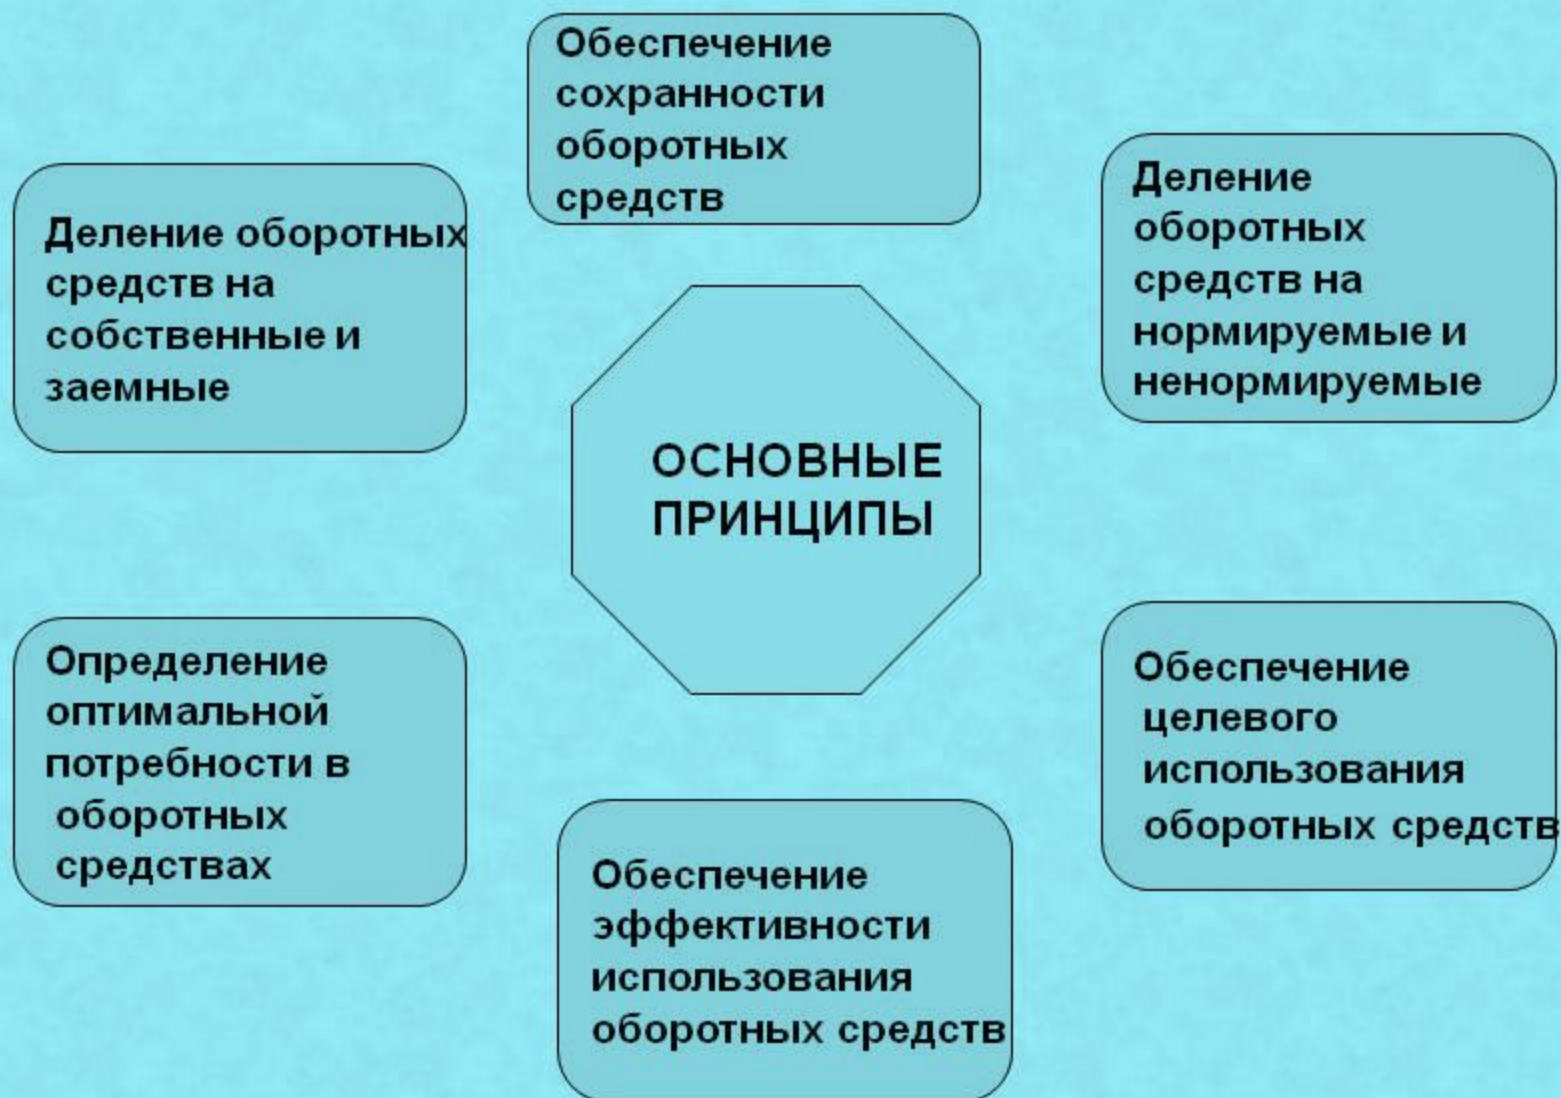 Обеспечение
сохранности
оборотных
средств
Деление оборотных
средств на
собственные и
заемные
Деление
оборотных
средств на
нормируемые и
ненормируемые
ОСНОВНЫЕ
ПРИНЦИПЫ
Определение
оптимальной
потребности в
оборотных
средствах
Обеспечение
целевого
использования
оборотных средств
Обеспечение
эффективности
использования
оборотных средств